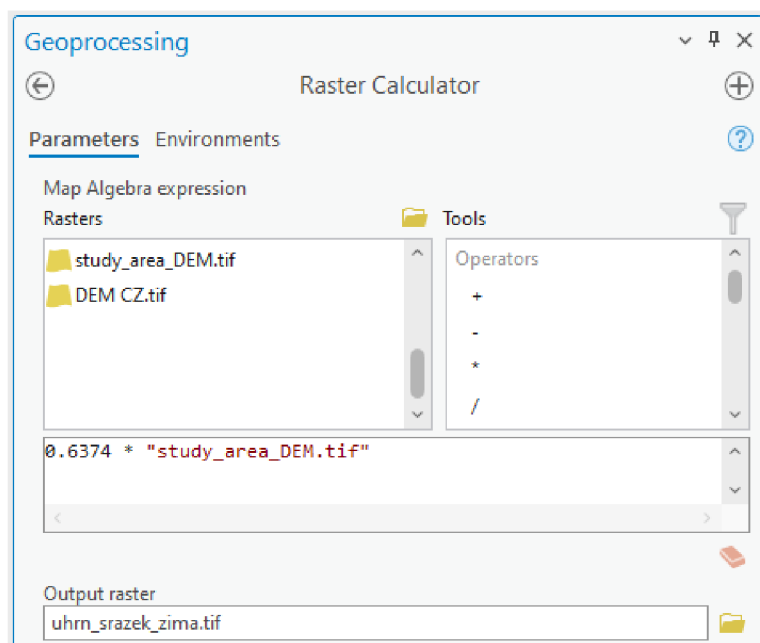 Geoprocessing
Raster Calculator
Parameters Environments
Map Algebra expression
Rasters
Tools
study_area_DEM.tif
DEM CZ.tif
Operators
+
-
*
/
0.6374 * "study_area_DEM.tif"
Output raster
uhrn_srazek_zima.tif